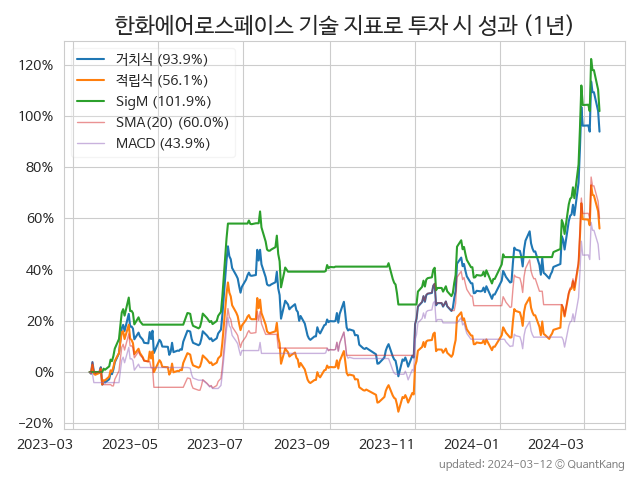 한화에어로스페이스 기술 지표로 투자 시 성과 (1년)
거치식 (93.9%)
적립식 (56.1%)
SigM (101.9%)
SMA(20) (60.0%)
MACD (43.9%)
120%
100%
80%
60%
40%
20%
0%
−20%
2023−03 2023−05 2023−07 2023−09 2023−11 2024−01 2024−03
updated: 2024−03−12 © QuantKang